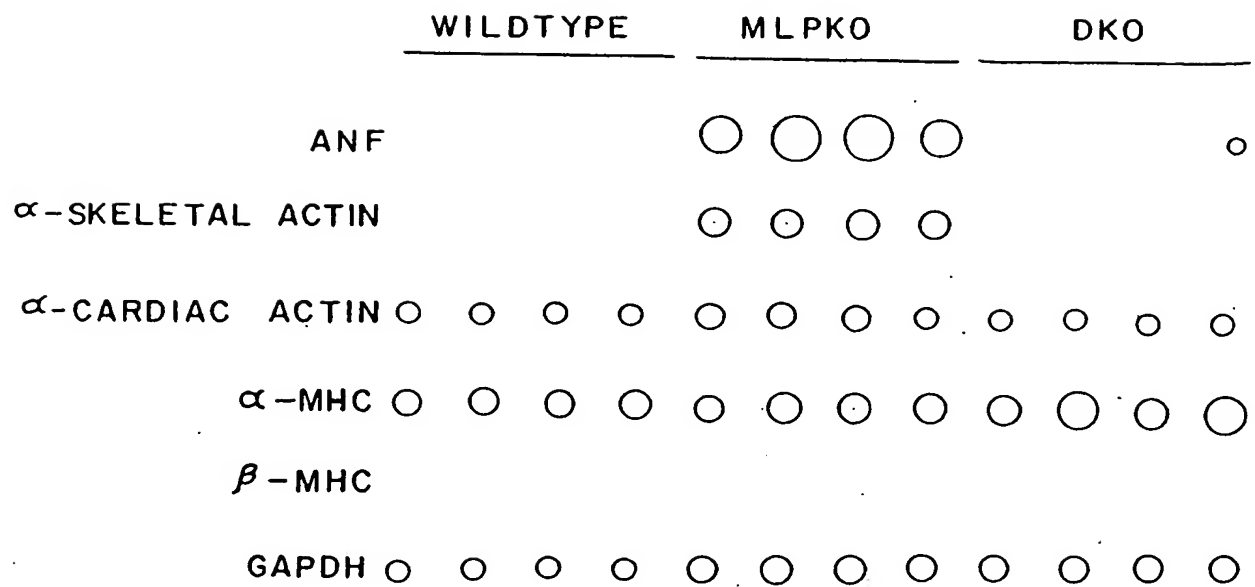 WILDTYPE MLPKO DKO
ANF
α-SKELETAL ACTIN
α-CARDIAC ACTIN
α-MHC
β-MHC
GAPDH